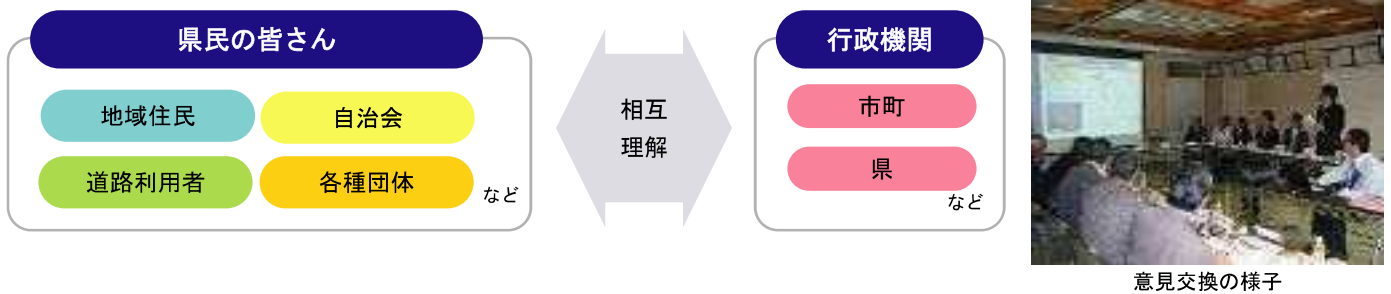 県民の皆さん
地域住民
自治会
道路利用者
各種団体
など
相互
理解
行政機関
市町
県
など
意見交換の様子